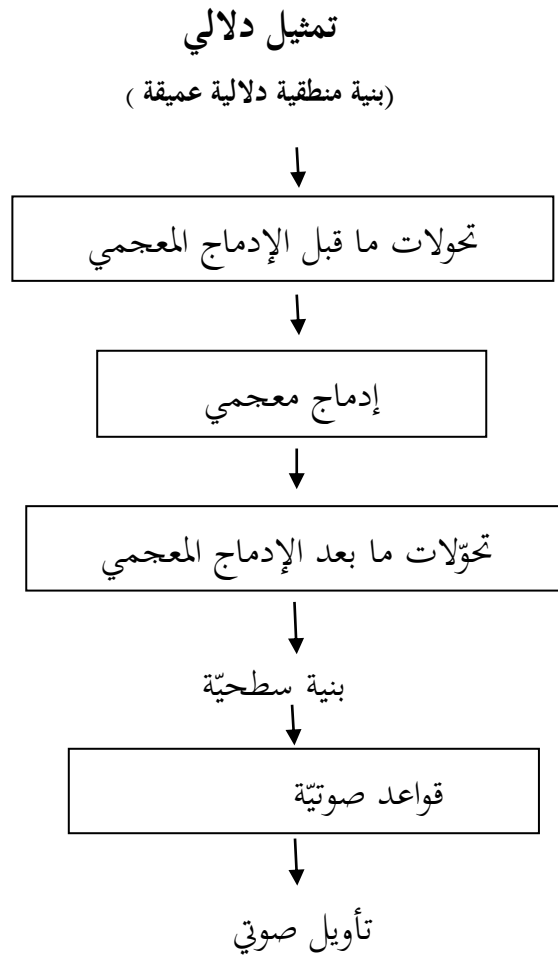 تمثيل دلالي
(بنية منطقية دلالية عميقة )
تحولات ما قبل الإدماج المعجمي
إدماج معجمي
تحوّلات ما بعد الإدماج المعجمي
بنية سطحيّة
قواعد صوتيّة
تأويل صوتي